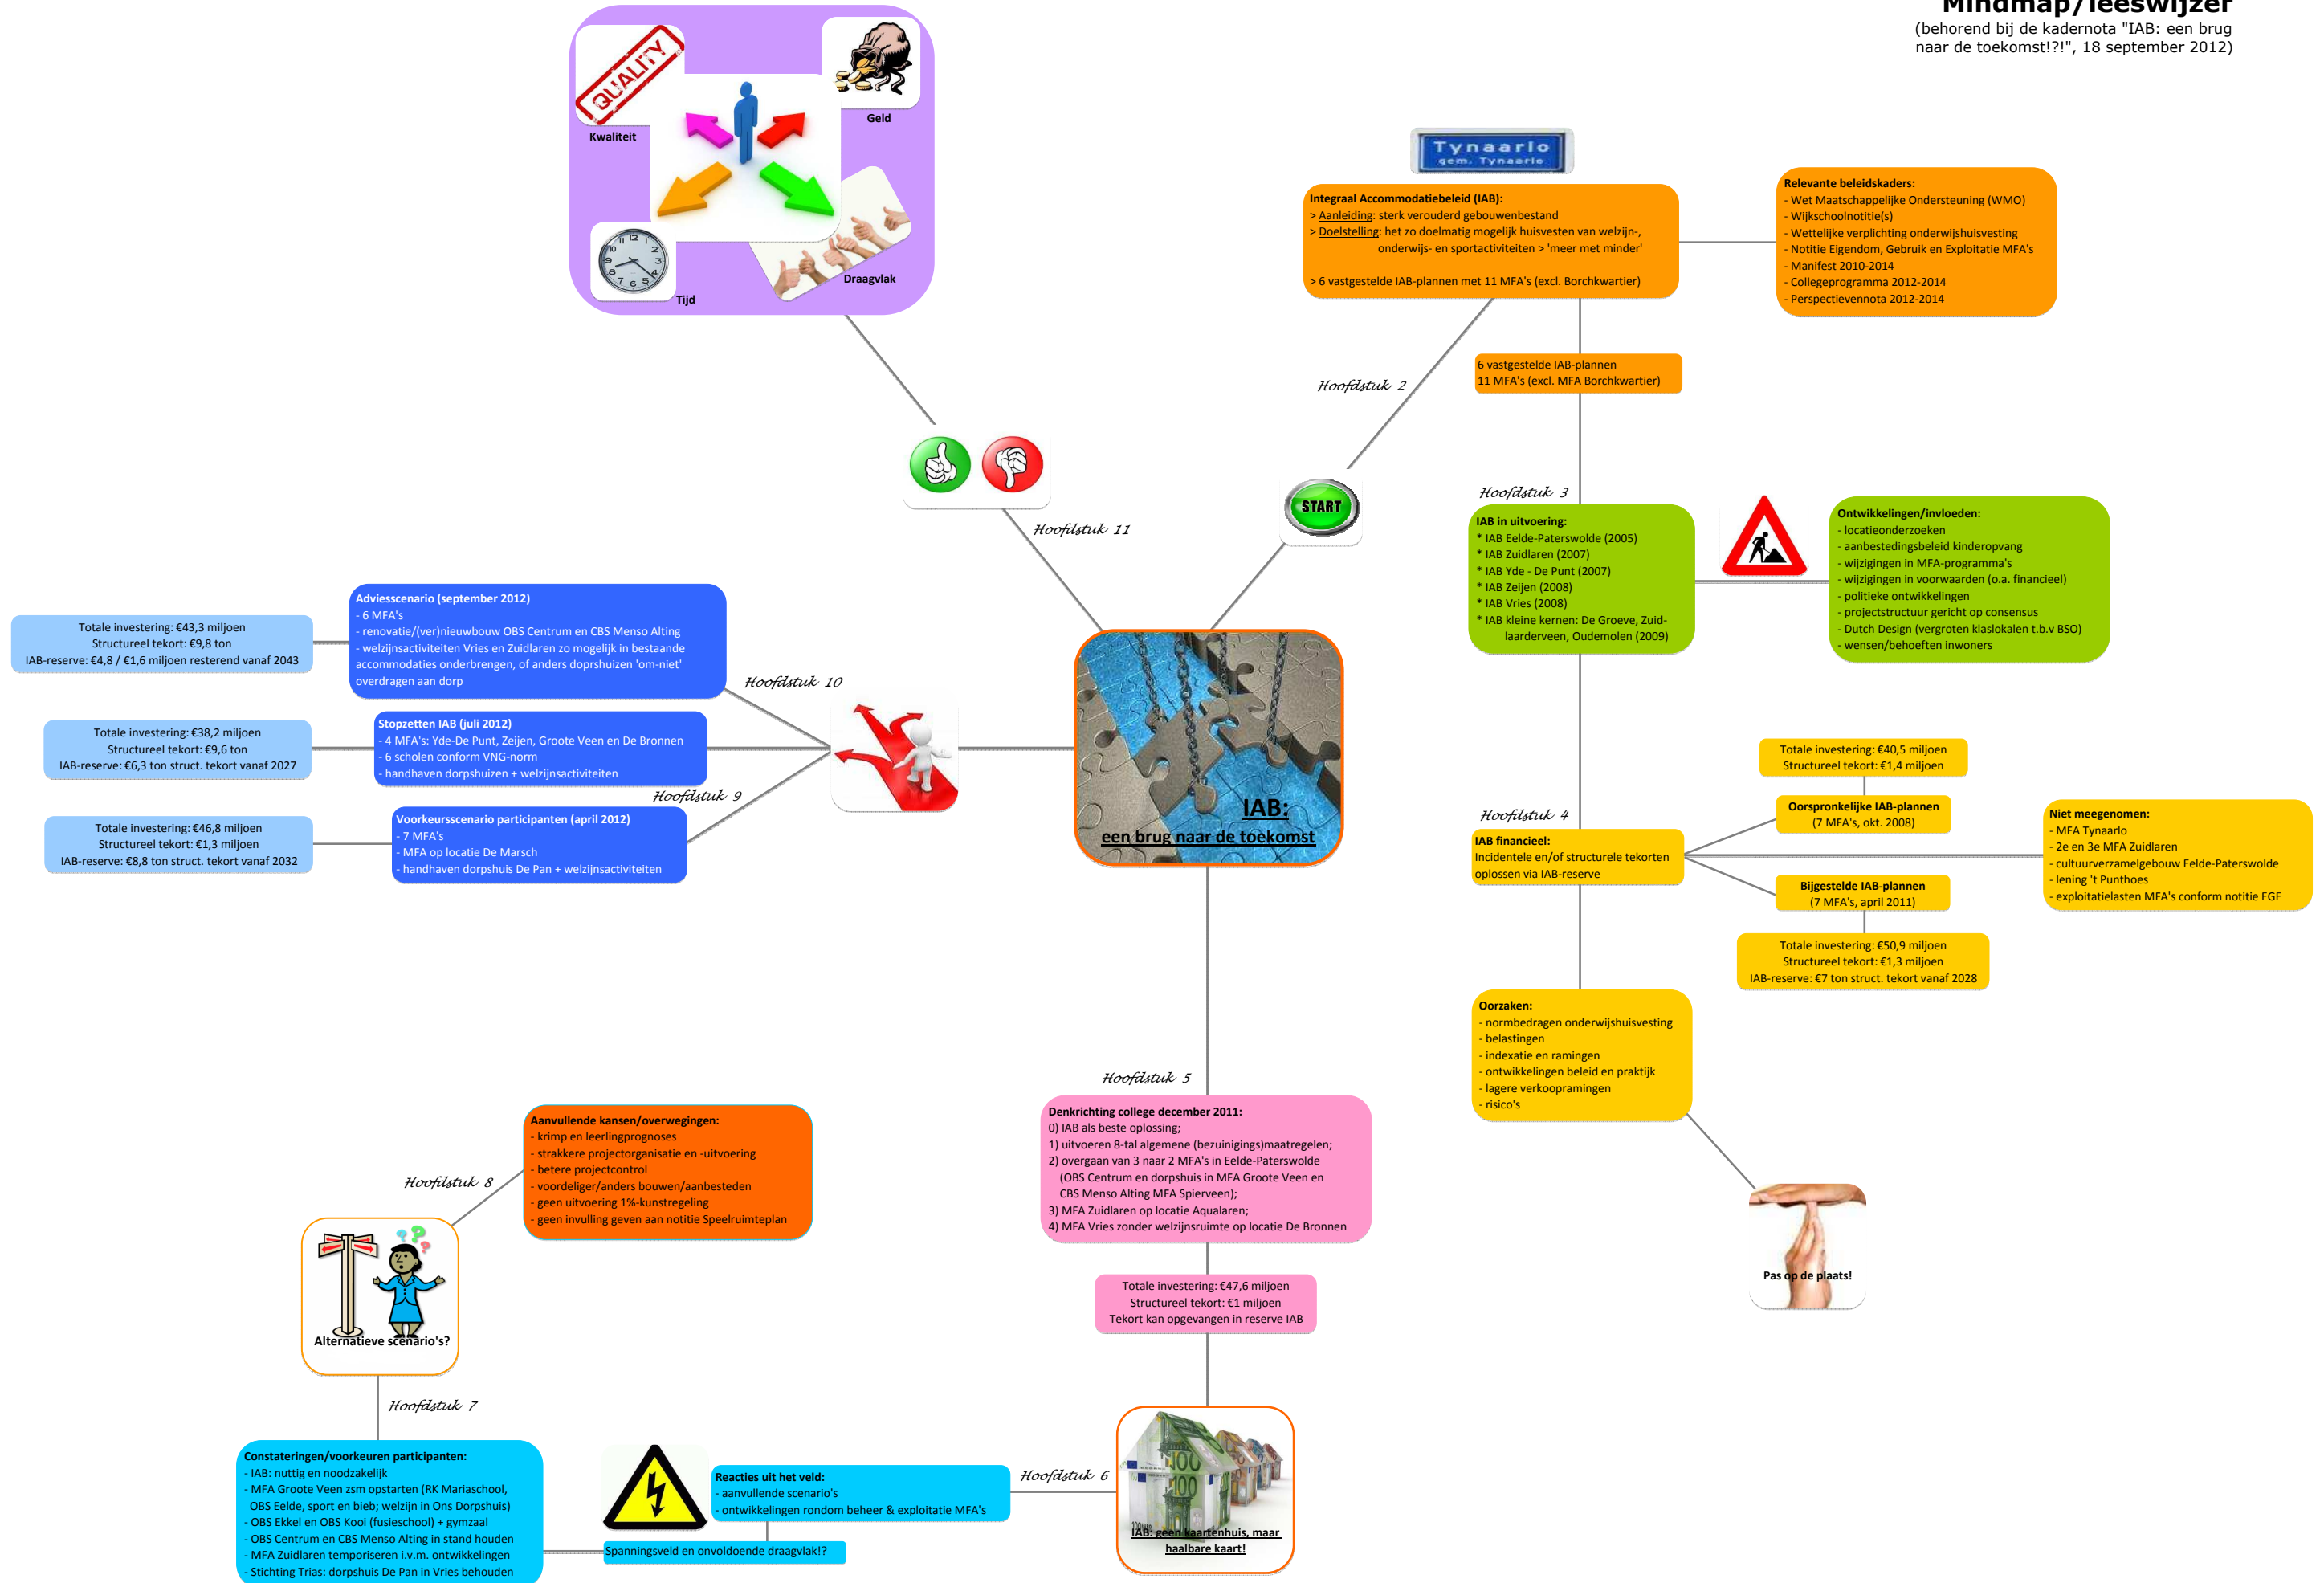 Mindmap/leeswijzer
(behorend bij de kadernota "IAB: een brug
naar de toekomst!?!", 18 september 2012)
QUALITY
Kwaliteit
Geld
Tijd
Draagvlak
Tynaarlo
gem. Tynaarlo
Integraal Accommodatiebeleid (IAB):
> Aanleiding: sterk verouderd gebouwenbestand
> Doelstelling: het zo doelmatig mogelijk huisvesten van welzijn-,
onderwijs- en sportactiviteiten > 'meer met minder'
> 6 vastgestelde IAB-plannen met 11 MFA's (excl. Borchkwartier)
Relevante beleidskaders:
- Wet Maatschappelijke Ondersteuning (WMO)
- Wijkschoolnotitie(s)
- Wettelijke verplichting onderwijshuisvesting
- Notitie Eigendom, Gebruik en Exploitatie MFA's
- Manifest 2010-2014
- Collegeprogramma 2012-2014
- Perspectievennota 2012-2014
Hoofdstuk 2
6 vastgestelde IAB-plannen
11 MFA's (excl. MFA Borchkwartier)
START
Hoofdstuk 11
Hoofdstuk 3
IAB in uitvoering:
* IAB Eelde-Paterswolde (2005)
* IAB Zuidlaren (2007)
* IAB Yde - De Punt (2007)
* IAB Zeijen (2008)
* IAB Vries (2008)
* IAB kleine kernen: De Groeve, Zuid-
laarderveen, Oudemolen (2009)
Ontwikkelingen/invloeden:
- locatieonderzoeken
- aanbestedingsbeleid kinderopvang
- wijzigingen in MFA-programma's
- wijzigingen in voorwaarden (o.a. financieel)
- politieke ontwikkelingen
- projectstructuur gericht op consensus
- Dutch Design (vergroten klaslokalen t.b.v BSO)
- wensen/behoeften inwoners
Adviesscenario (september 2012)
- 6 MFA's
- renovatie/(ver)nieuwbouw OBS Centrum en CBS Menso Alting
- welzijnsactiviteiten Vries en Zuidlaren zo mogelijk in bestaande
accommodaties onderbrengen, of anders doprshuizen 'om-niet'
overdragen aan dorp
Totale investering: €43,3 miljoen
Structureel tekort: €9,8 ton
IAB-reserve: €4,8 / €1,6 miljoen resterend vanaf 2043
Hoofdstuk 10
Stopzetten IAB (juli 2012)
- 4 MFA's: Yde-De Punt, Zeijen, Groote Veen en De Bronnen
- 6 scholen conform VNG-norm
- handhaven dorpshuizen + welzijnsactiviteiten
Totale investering: €38,2 miljoen
Structureel tekort: €9,6 ton
IAB-reserve: €6,3 ton struct. tekort vanaf 2027
Hoofdstuk 9
Voorkeursscenario participanten (april 2012)
- 7 MFA's
- MFA op locatie De Marsch
- handhaven dorpshuis De Pan + welzijnsactiviteiten
Totale investering: €46,8 miljoen
Structureel tekort: €1,3 miljoen
IAB-reserve: €8,8 ton struct. tekort vanaf 2032
IAB:
een brug naar de toekomst
Hoofdstuk 4
IAB financieel:
Incidentele en/of structurele tekorten
oplossen via IAB-reserve
Totale investering: €40,5 miljoen
Structureel tekort: €1,4 miljoen
Oorspronkelijke IAB-plannen
(7 MFA's, okt. 2008)
Bijgestelde IAB-plannen
(7 MFA's, april 2011)
Totale investering: €50,9 miljoen
Structureel tekort: €1,3 miljoen
IAB-reserve: €7 ton struct. tekort vanaf 2028
Niet meegenomen:
- MFA Tynaarlo
- 2e en 3e MFA Zuidlaren
- cultuurverzamelgebouw Eelde-Paterswolde
- lening 't Punthoes
- exploitatielasten MFA's conform notitie EGE
Oorzaken:
- normbedragen onderwijshuisvesting
- belastingen
- indexatie en ramingen
- ontwikkelingen beleid en praktijk
- lagere verkoopramingen
- risico's
Pas op de plaats!
Hoofdstuk 5
Denkrichting college december 2011:
0) IAB als beste oplossing;
1) uitvoeren 8-tal algemene (bezuinigings)maatregelen;
2) overgaan van 3 naar 2 MFA's in Eelde-Paterswolde
(OBS Centrum en dorpshuis in MFA Groote Veen en
CBS Menso Alting MFA Spierveen);
3) MFA Zuidlaren op locatie Aqualaren;
4) MFA Vries zonder welzijnsruimte op locatie De Bronnen
Totale investering: €47,6 miljoen
Structureel tekort: €1 miljoen
Tekort kan opgevangen in reserve IAB
100
100
IAB: geen kaartenhuis, maar
haalbare kaart!
Hoofdstuk 6
Reacties uit het veld:
- aanvullende scenario's
- ontwikkelingen rondom beheer & exploitatie MFA's
Spanningsveld en onvoldoende draagvlak!?
Constateringen/voorkeuren participanten:
- IAB: nuttig en noodzakelijk
- MFA Groote Veen zsm opstarten (RK Mariaschool,
OBS Eelde, sport en bieb; welzijn in Ons Dorpshuis)
- OBS Ekkel en OBS Kooi (fusieschool) + gymzaal
- OBS Centrum en CBS Menso Alting in stand houden
- MFA Zuidlaren temporiseren i.v.m. ontwikkelingen
- Stichting Trias: dorpshuis De Pan in Vries behouden
Hoofdstuk 7
Alternatieve scenario's?
Hoofdstuk 8
Aanvullende kansen/overwegingen:
- krimp en leerlingprognoses
- strakkere projectorganisatie en -uitvoering
- betere projectcontrol
- voordeliger/anders bouwen/aanbesteden
- geen uitvoering 1%-kunstregeling
- geen invulling geven aan notitie Speelruimteplan